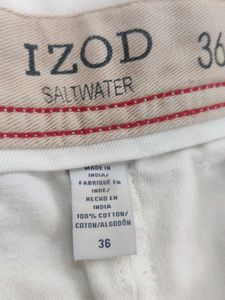 IZOD 36
SALTWATER
MADE IN
INDIA/
FABRIQUÉ EN
INDE/
HECHO EN
INDIA
100% COTTON/
COTON/ALGODÓN
36